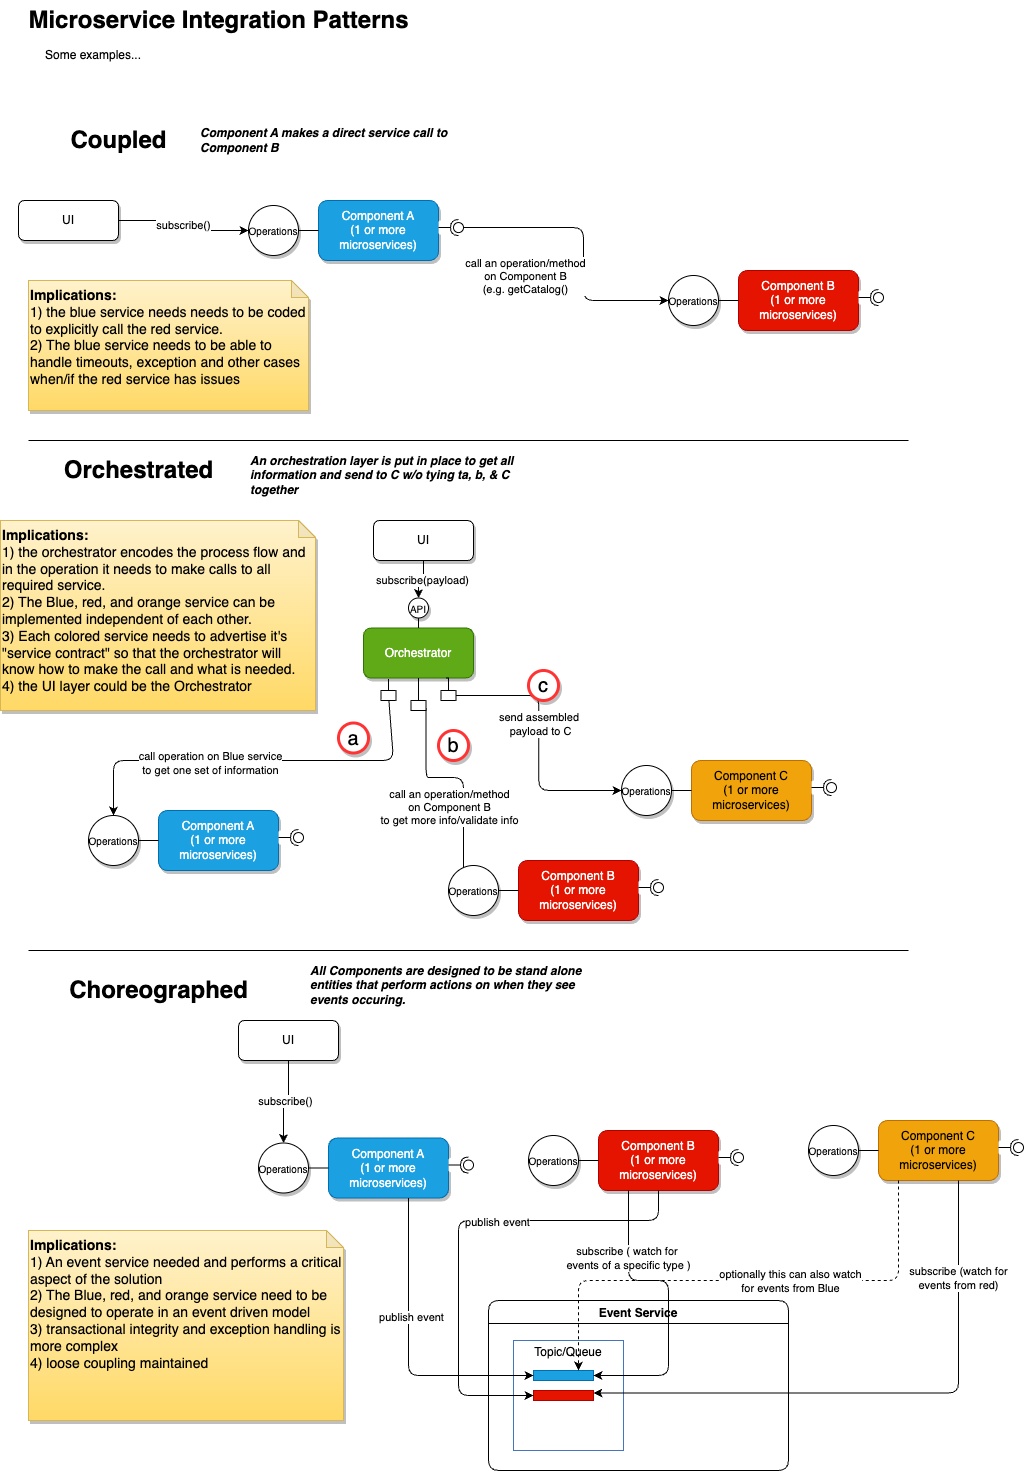 Microservice Integration Patterns
Some examples...
Coupled
Component A makes a direct service call to
Component B
UI
subscribe()
Operations
Component A
(1 or more
microservices)
call an operation/method
on Component B
(e.g. getCatalog()
Operations
Component B
(1 or more
microservices)
Implications:
1) the blue service needs needs to be coded
to explicitly call the red service.
2) The blue service needs to be able to
handle timeouts, exception and other cases
when/if the red service has issues
Orchestrated
An orchestration layer is put in place to get all
information and send to C w/o tying ta, b, & C
together
Implications:
1) the orchestrator encodes the process flow and
in the operation it needs to make calls to all
required service.
2) The Blue, red, and orange service can be
implemented independent of each other.
3) Each colored service needs to advertise it's
"service contract" so that the orchestrator will
know how to make the call and what is needed.
4) the UI layer could be the Orchestrator
UI
subscribe(payload)
API
Orchestrator
a
b
c
send assembled
payload to C
call operation on Blue service
to get one set of information
call an operation/method
on Component B
to get more info/validate info
Operations
Component C
(1 or more
microservices)
Operations
Component A
(1 or more
microservices)
Operations
Component B
(1 or more
microservices)
Choreographed
All Components are designed to be stand alone
entities that perform actions on when they see
events occuring.
UI
subscribe()
Operations
Component A
(1 or more
microservices)
Operations
Component B
(1 or more
microservices)
Operations
Component C
(1 or more
microservices)
publish event
subscribe ( watch for
events of a specific type )
optionally this can also watch
for events from Blue
subscribe (watch for
events from red)
publish event
Event Service
Topic/Queue
Implications:
1) An event service needed and performs a critical
aspect of the solution
2) The Blue, red, and orange service need to be
designed to operate in an event driven model
3) transactional integrity and exception handling is
more complex
4) loose coupling maintained